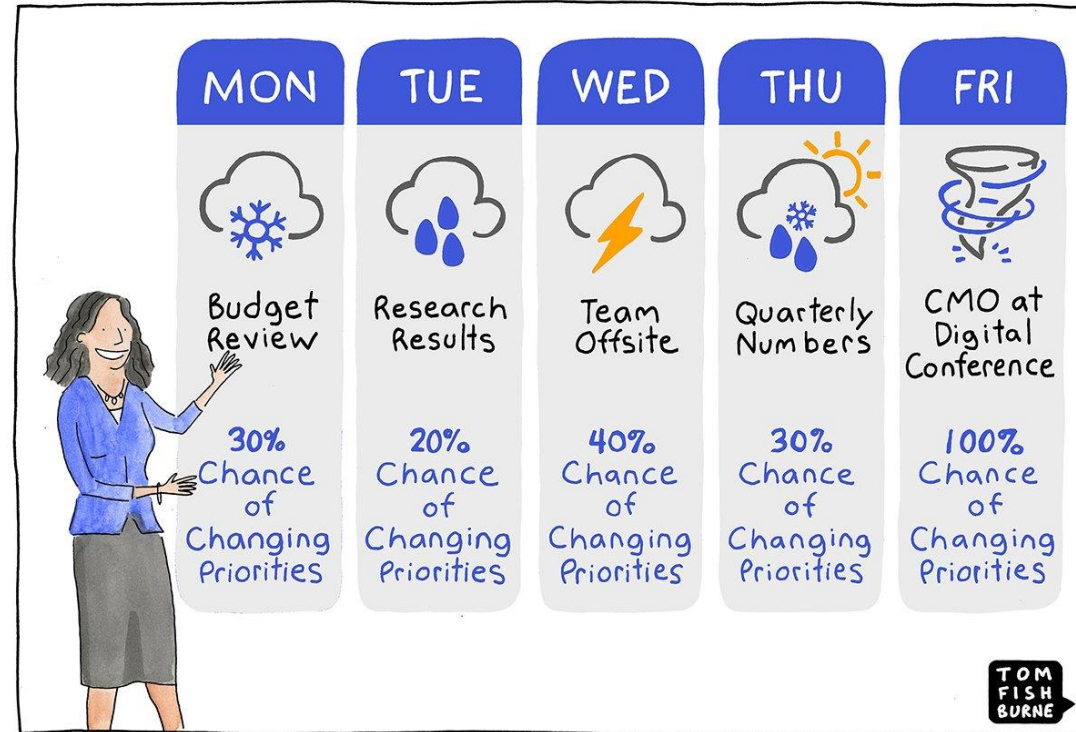 MON
Budget
Review
30%
Chance
of
Changing
Priorities
TUE
Research
Results
20%
Chance
of
Changing
Priorities
WED
Team
Offsite
40%
Chance
of
Changing
Priorities
THU
Quarterly
Numbers
30%
Chance
of
Changing
Priorities
FRI
CMO at
Digital
Conference
100%
Chance
of
Changing
Priorities
TOM
FISH
BURNE